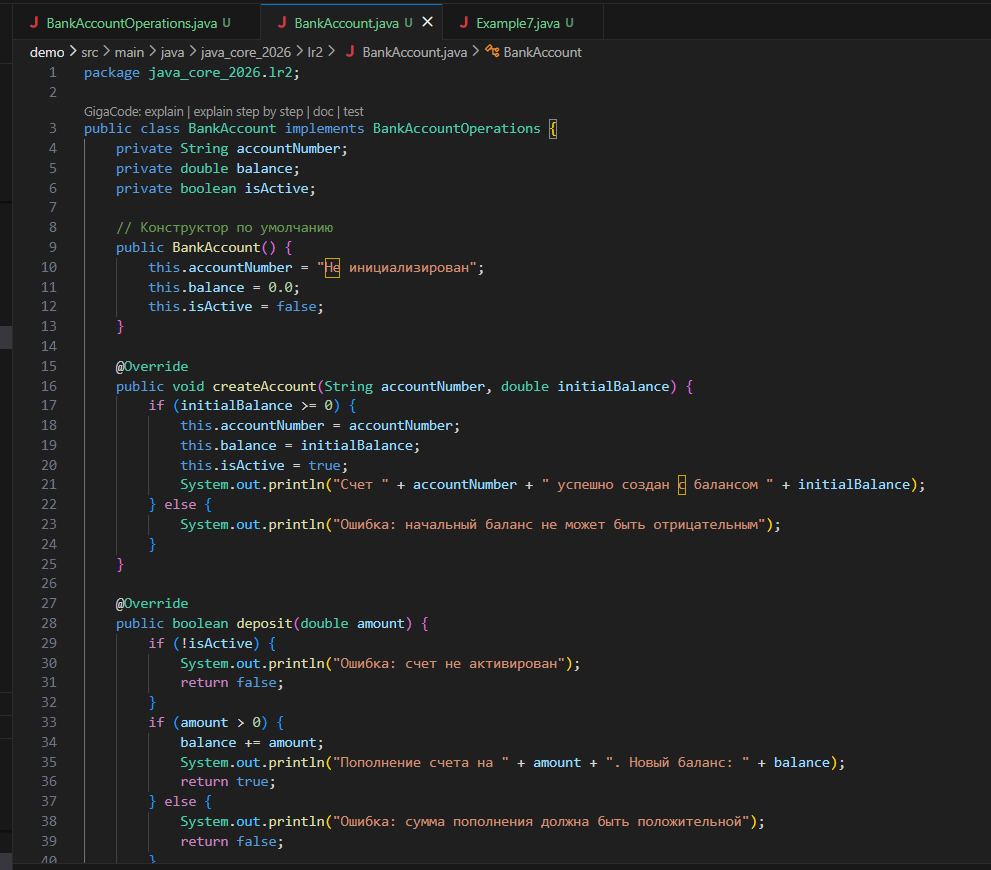 BankAccountOperations.java U
BankAccount.java U
Example7.java U
demo > src > main > java > java_core_2026 > lr2 > BankAccount.java > BankAccount
1 package java_core_2026.lr2;
2
GigaCode: explain | explain step by step | doc | test
3 public class BankAccount implements BankAccountOperations {
4     private String accountNumber;
5     private double balance;
6     private boolean isActive;
7
8     // Конструктор по умолчанию
9     public BankAccount() {
10         this.accountNumber = "Не инициализирован";
11         this.balance = 0.0;
12         this.isActive = false;
13     }
14
15     @Override
16     public void createAccount(String accountNumber, double initialBalance) {
17         if (initialBalance >= 0) {
18             this.accountNumber = accountNumber;
19             this.balance = initialBalance;
20             this.isActive = true;
21             System.out.println("Счет " + accountNumber + " успешно создан с балансом " + initialBalance);
22         } else {
23             System.out.println("Ошибка: начальный баланс не может быть отрицательным");
24         }
25     }
26
27     @Override
28     public boolean deposit(double amount) {
29         if (!isActive) {
30             System.out.println("Ошибка: счет не активирован");
31             return false;
32         }
33         if (amount > 0) {
34             balance += amount;
35             System.out.println("Пополнение счета на " + amount + ". Новый баланс: " + balance);
36             return true;
37         } else {
38             System.out.println("Ошибка: сумма пополнения должна быть положительной");
39             return false;
40         }